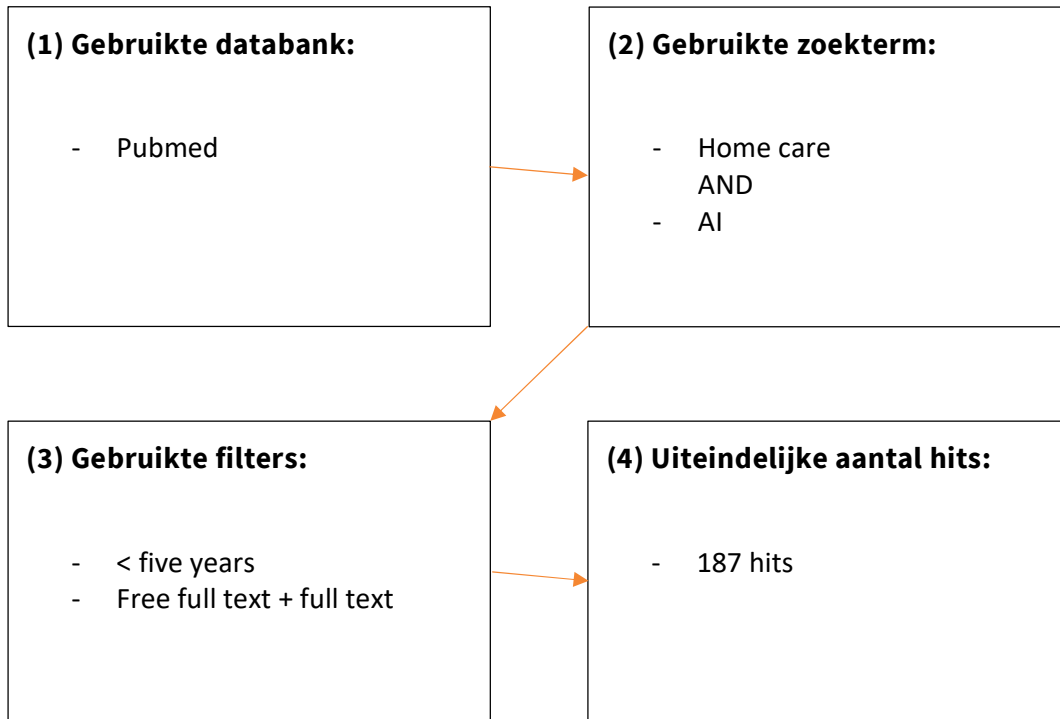 (1) Gebruikte databank:
- Pubmed
(2) Gebruikte zoekterm:
- Home care
AND
- AI
(3) Gebruikte filters:
- < five years
- Free full text + full text
(4) Uiteindelijke aantal hits:
- 187 hits